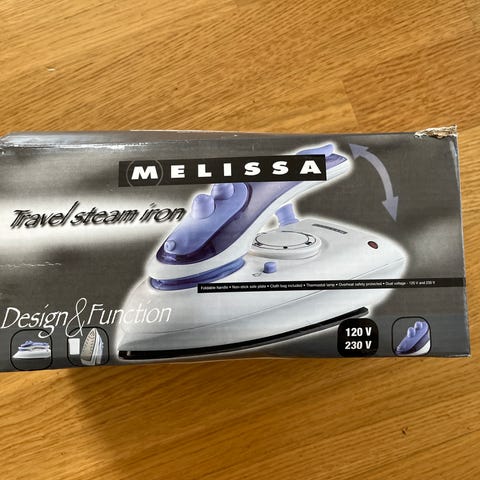 MELISSA
Travel steam iron
Foldable handle • Non-stick sole plate • Cloth bag included • Thermostat lamp • Overheat safety protected • Dual voltage - 120 V and 230 V
Design & Function
120 V
230 V